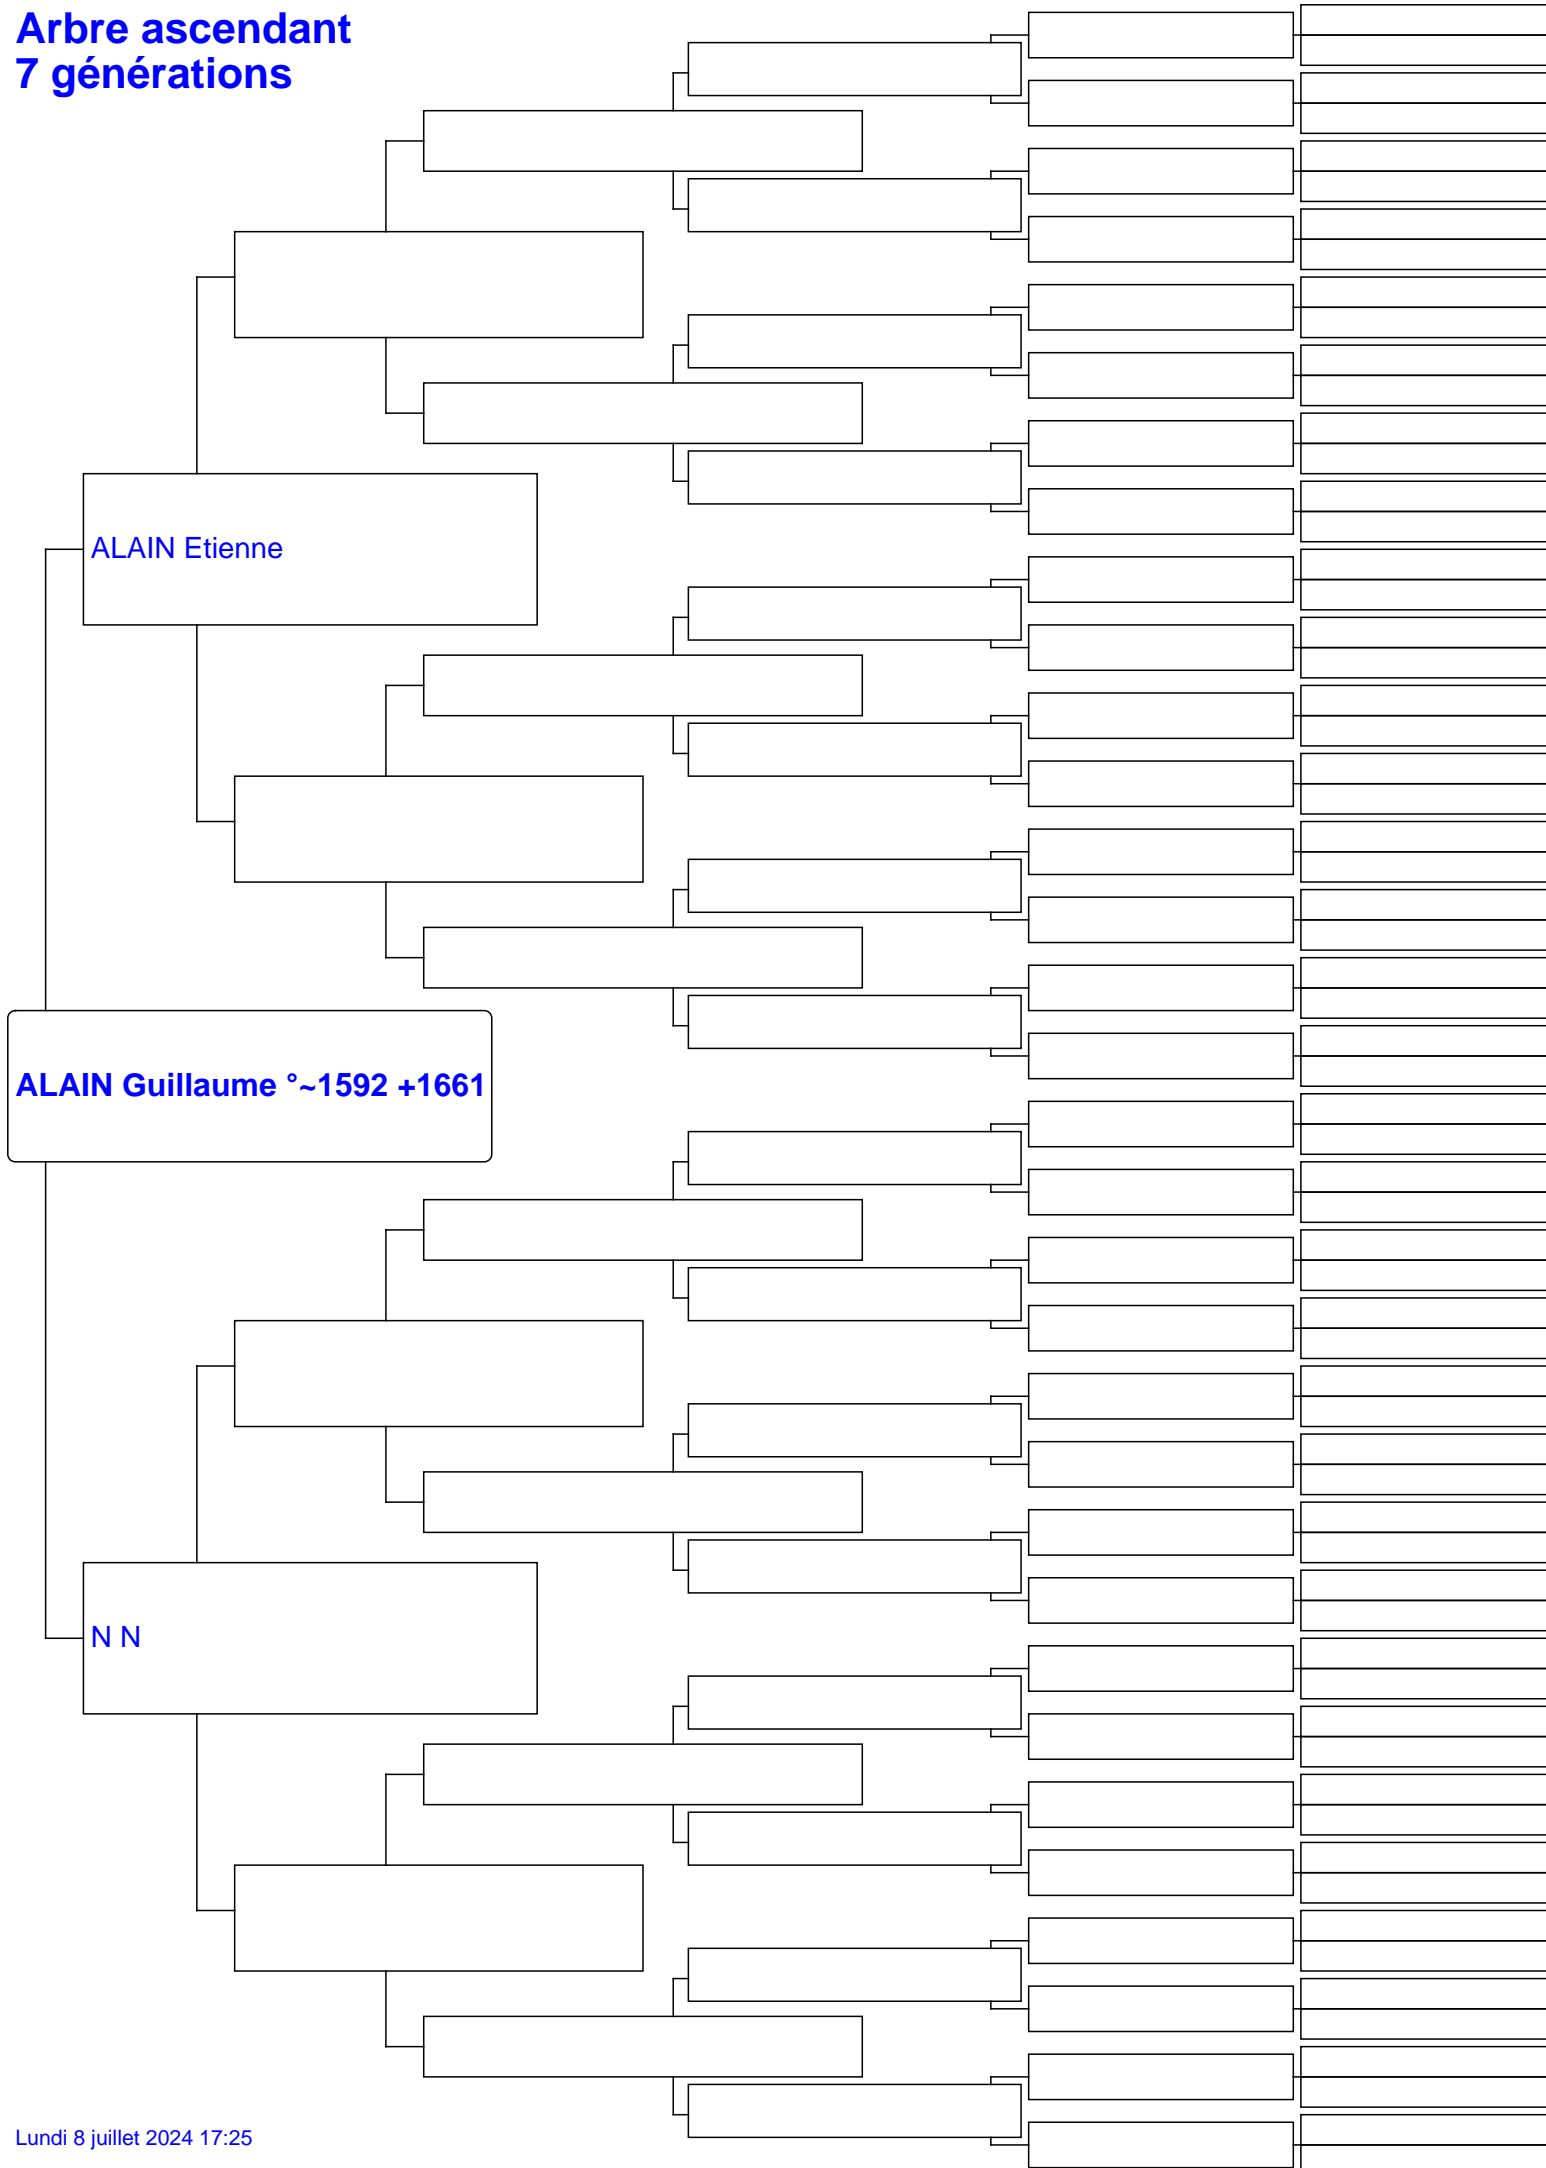 Arbre ascendant
7 générations
ALAIN Etienne
ALAIN Guillaume °~1592 +1661
N N
Lundi 8 juillet 2024 17:25